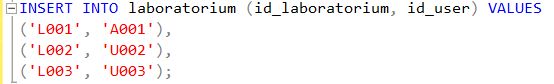 INSERT INTO laboratorium (id_laboratorium, id_user) VALUES
('L001', 'A001'),
('L002', 'U002'),
('L003', 'U003');